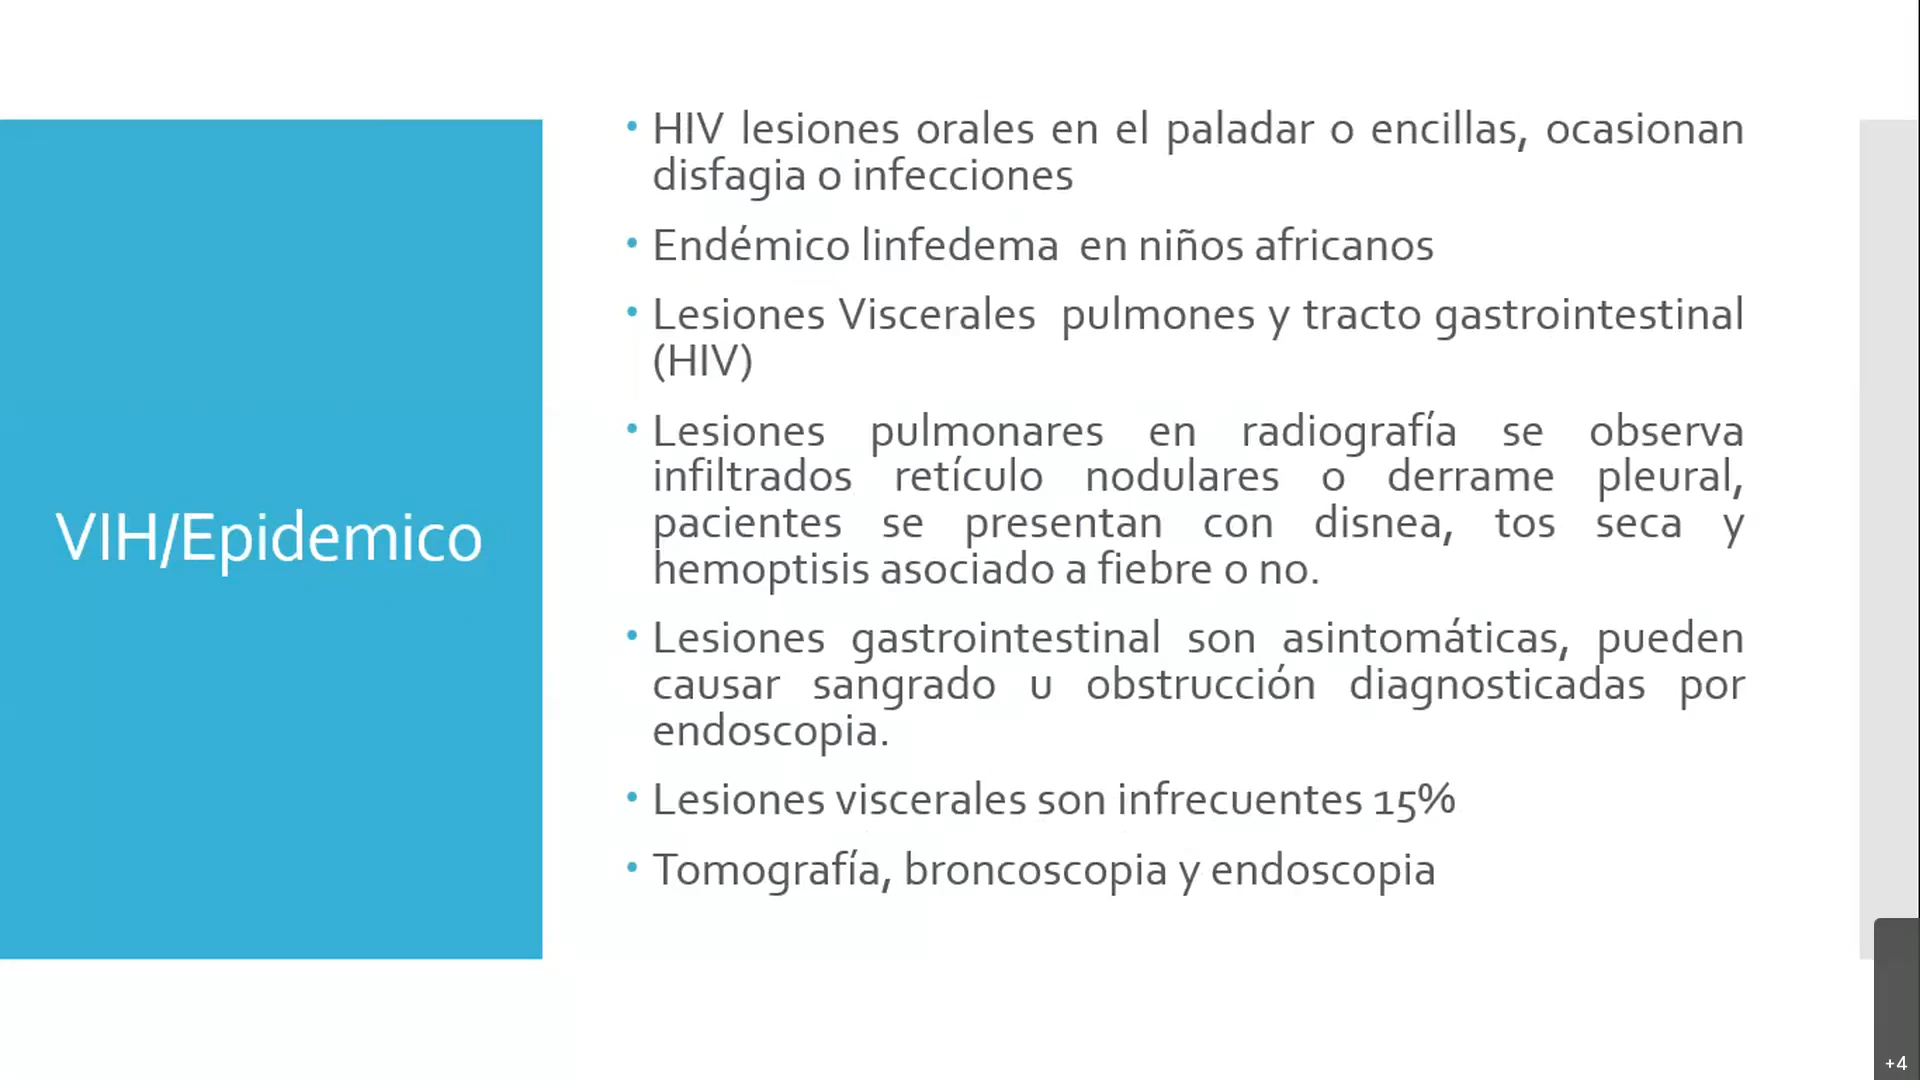 VIH/Epidemico
• HIV lesiones orales en el paladar o encillas, ocasionan
disfagia o infecciones
• Endémico linfedema en niños africanos
• Lesiones Viscerales pulmones y tracto gastrointestinal
(HIV)
• Lesiones pulmonares en radiografía se observa
infiltrados retículo nodulares o derrame pleural,
pacientes se presentan con disnea, tos seca y
hemoptisis asociado a fiebre o no.
• Lesiones gastrointestinal son asintomáticas, pueden
causar sangrado u obstrucción diagnosticadas por
endoscopia.
• Lesiones viscerales son infrecuentes 15%
• Tomografía, broncoscopia y endoscopia
+4